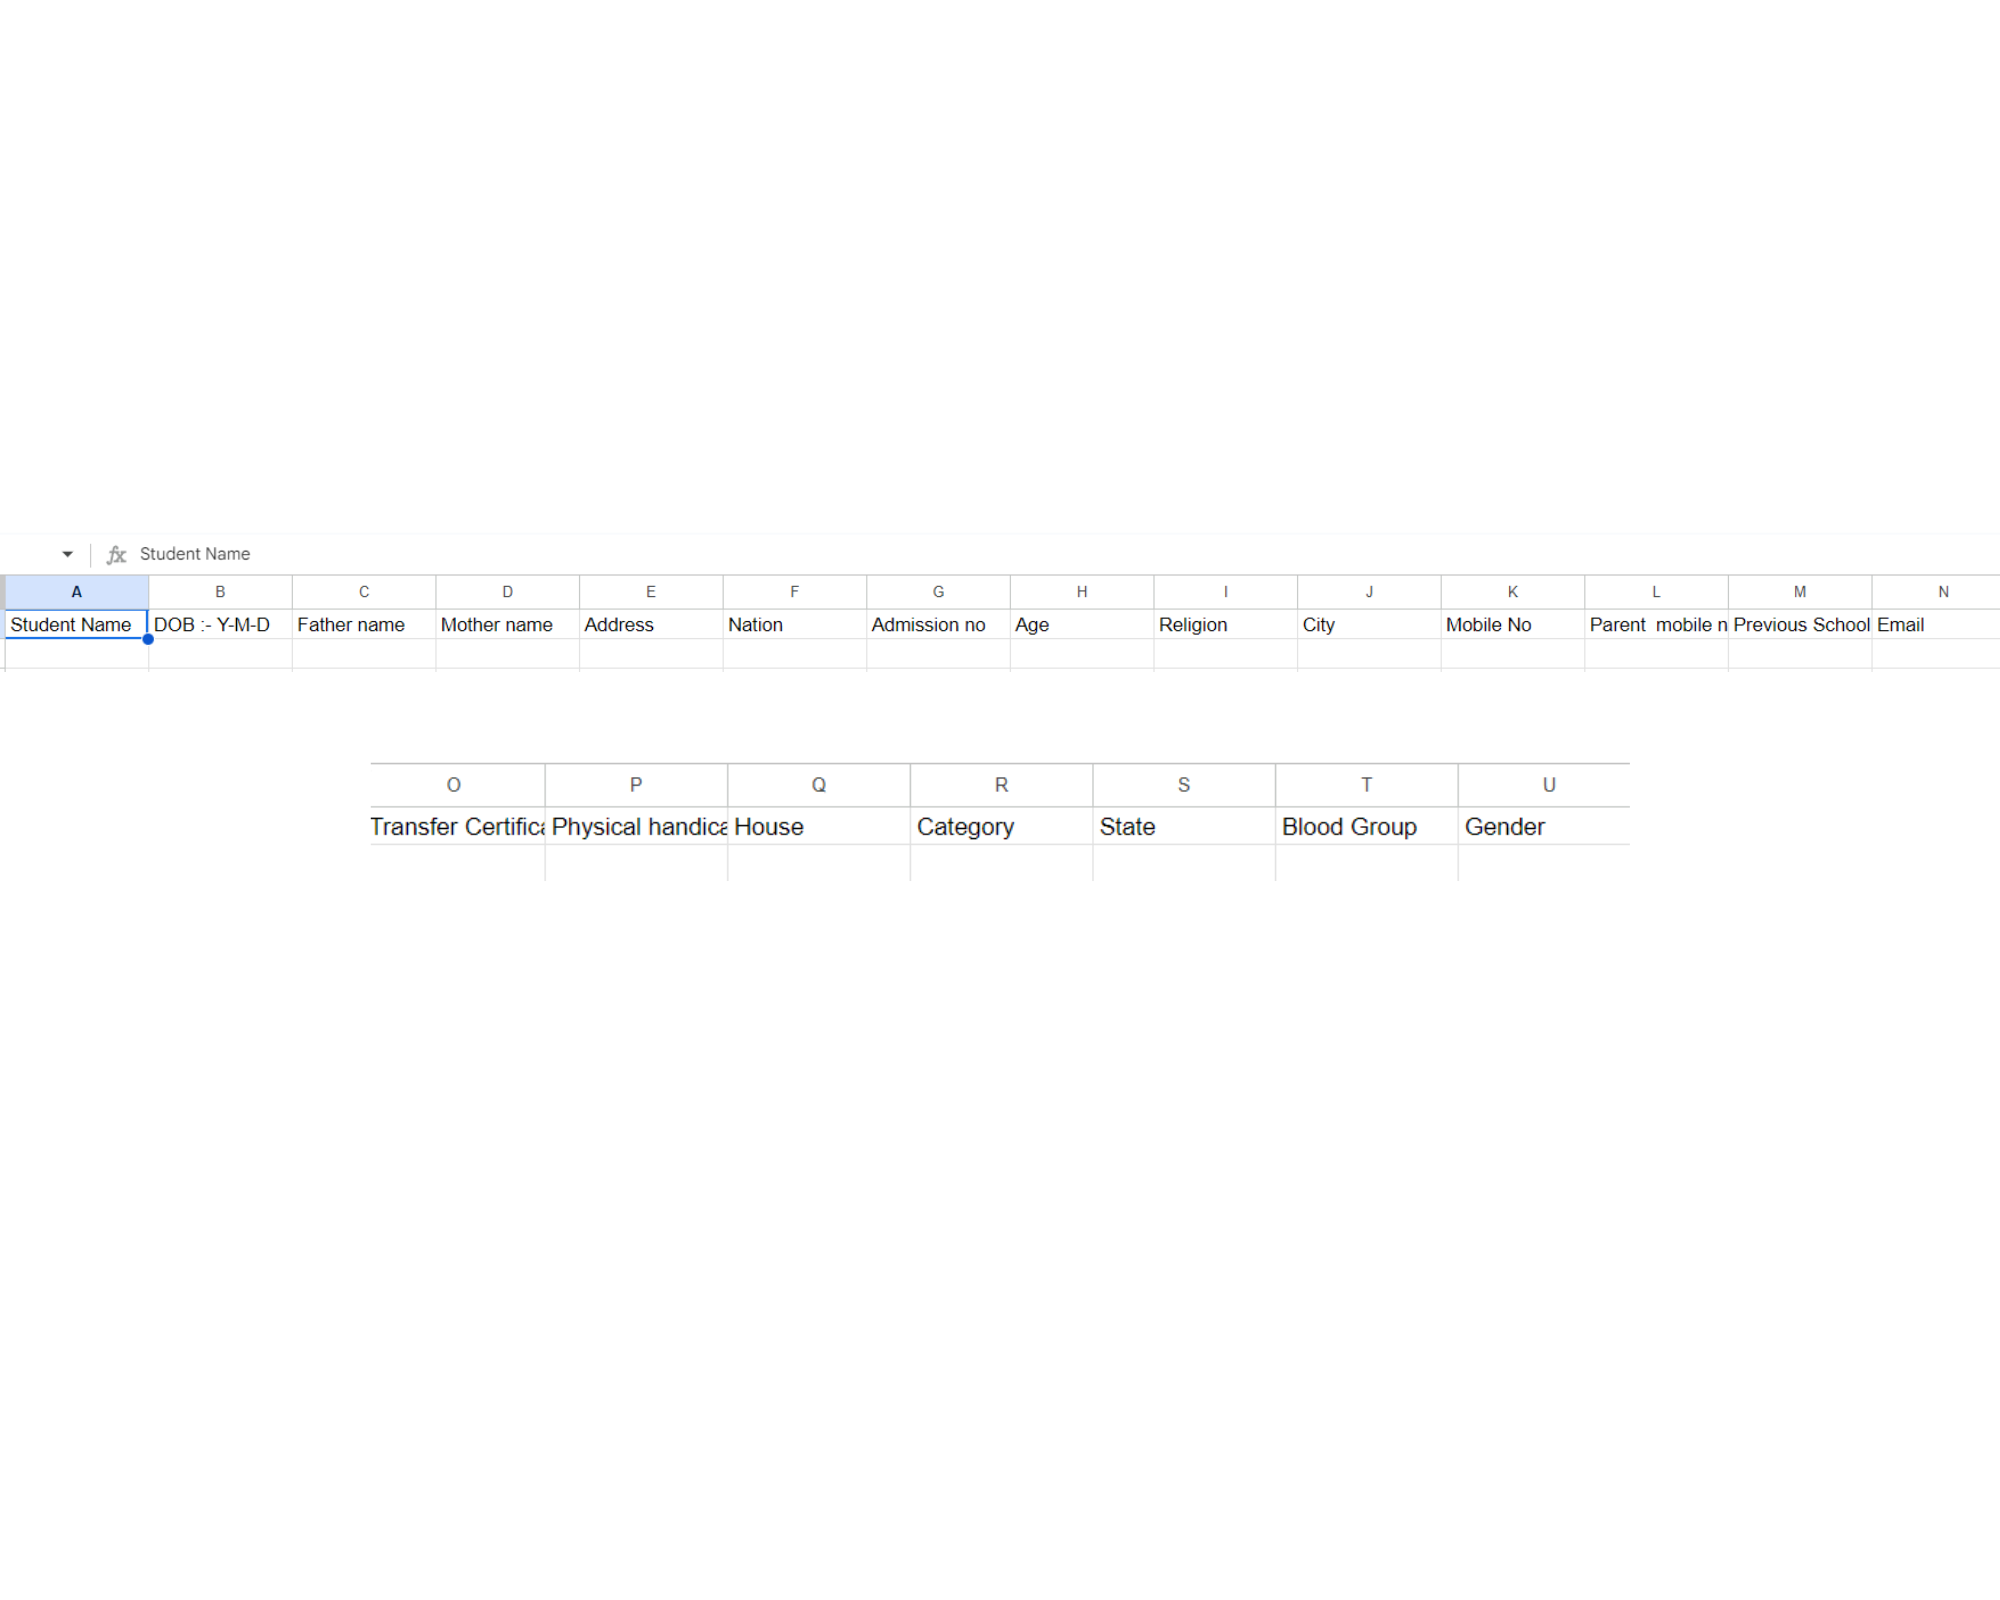 fx Student Name
A B C D E F G H I J K L M N
Student Name DOB :- Y-M-D Father name Mother name Address Nation Admission no Age Religion City Mobile No Parent mobile n Previous School Email
O P Q R S T U
Transfer Certifica Physical handica House Category State Blood Group Gender